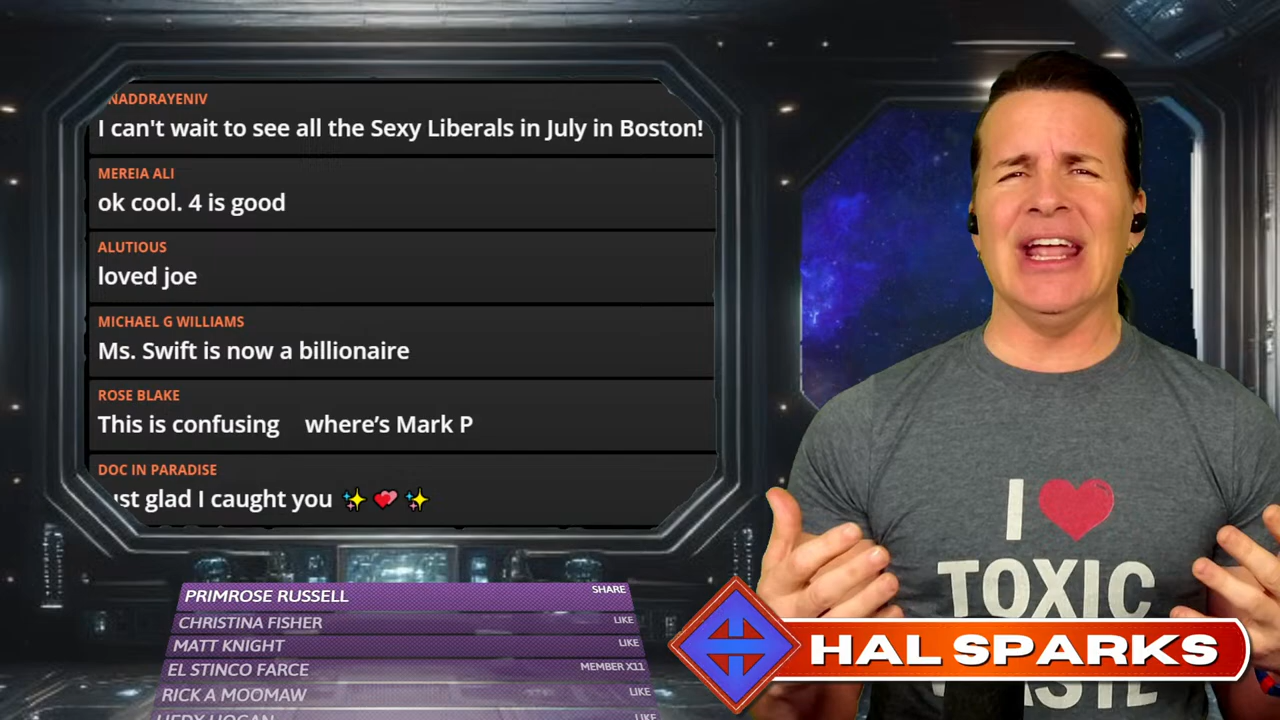 NADDRAYENIV
I can't wait to see all the Sexy Liberals in July in Boston!
MEREIA ALI
ok cool. 4 is good
ALUTIOUS
loved joe
MICHAEL G WILLIAMS
Ms. Swift is now a billionaire
ROSE BLAKE
This is confusing where's Mark P
DOC IN PARADISE
ust glad I caught you ✨ 💕 ✨
PRIMROSE RUSSELL SHARE
CHRISTINA FISHER LIKE
MATT KNIGHT LIKE
EL STINCO FARCE MEMBER X11
RICK A MOOMAW LIKE
HEDY HOGAN LIKE
I ❤ 
TOXIC
HAL SPARKS